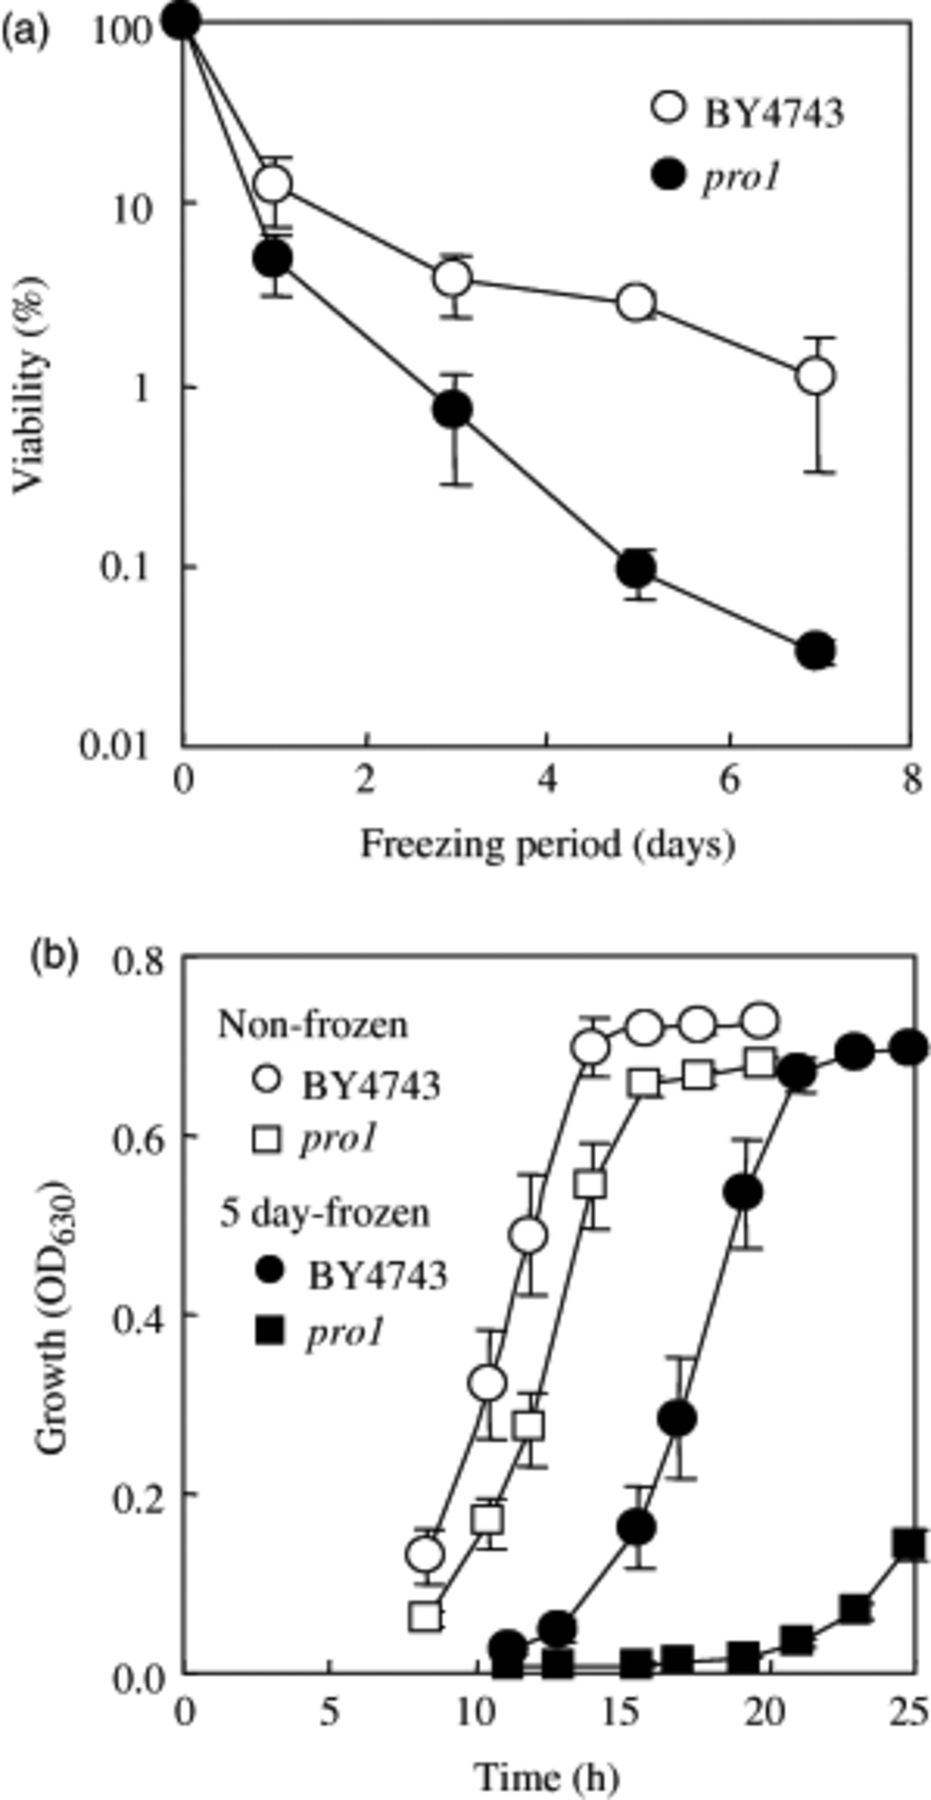 (a)
100
10
1
0.1
0.01
Viability (%)
BY4743
pro1
0 2 4 6 8
Freezing period (days)
(b)
0.8
0.6
0.4
0.2
0.0
Growth (OD630)
Non-frozen
BY4743
pro1
5 day-frozen
BY4743
pro1
0 5 10 15 20 25
Time (h)